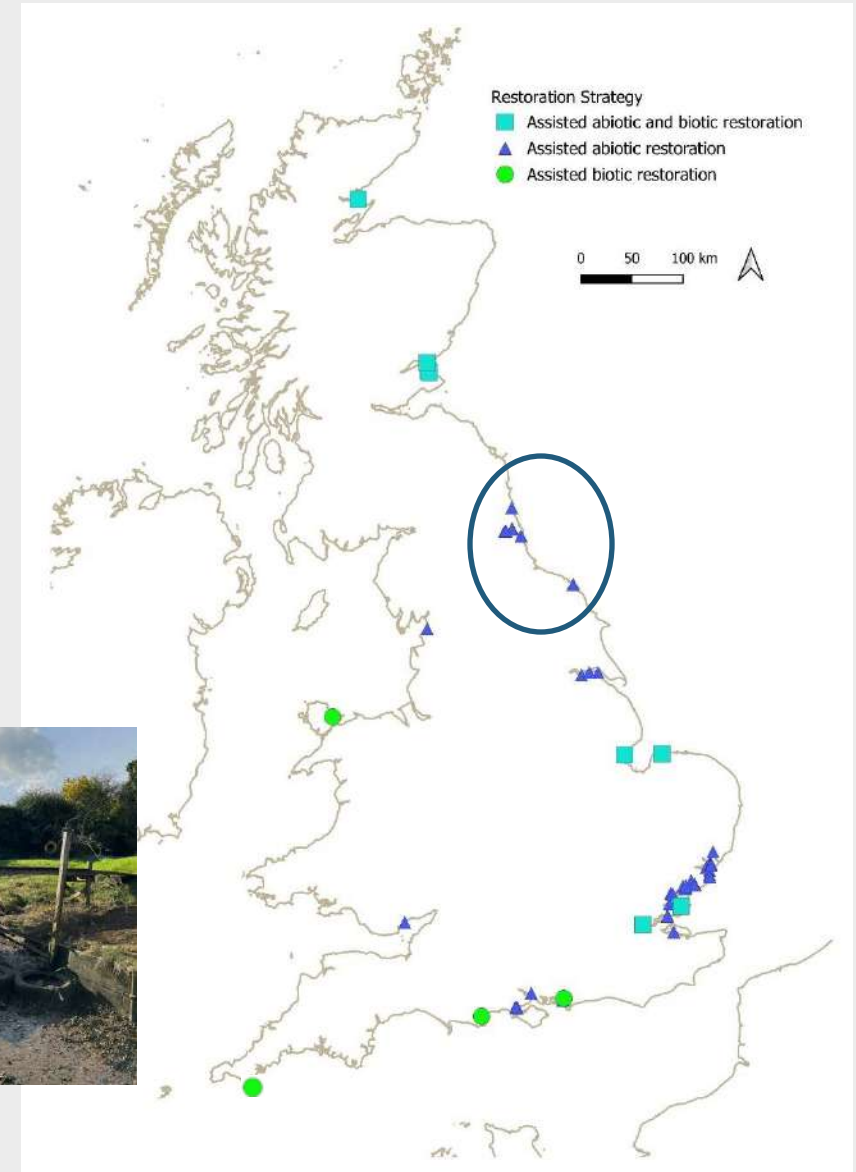 Restoration Strategy
Assisted abiotic and biotic restoration
Assisted abiotic restoration
Assisted biotic restoration
0 50 100 km